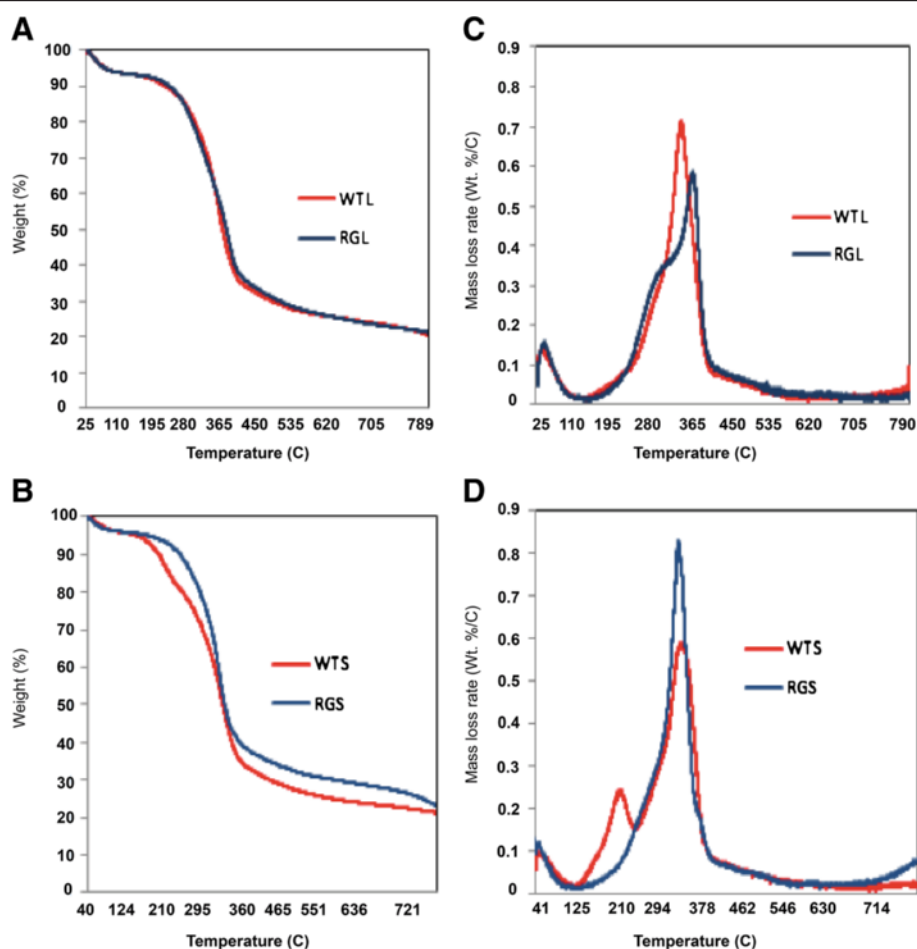 A
100
90
80
70
60
50
40
30
20
10
0
Weight (%)
WTL
RGL
25 110 195 280 365 450 535 620 705 789
Temperature (C)
C
0.9
0.8
0.7
0.6
0.5
0.4
0.3
0.2
0.1
0
Mass loss rate (Wt. %/C)
WTL
RGL
25 110 195 280 365 450 535 620 705 790
Temperature (C)
B
100
90
80
70
60
50
40
30
20
10
0
Weight (%)
WTS
RGS
40 124 210 295 360 465 551 636 721
Temperature (C)
D
0.9
0.8
0.7
0.6
0.5
0.4
0.3
0.2
0.1
0
Mass loss rate (Wt. %/C)
WTS
RGS
41 125 210 294 378 462 546 630 714
Temperature (C)